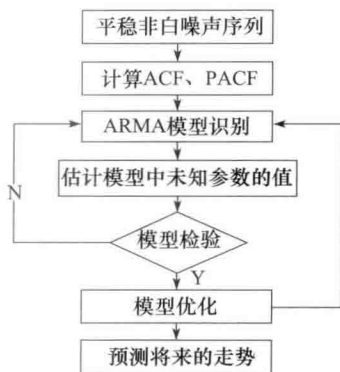 平稳非白噪声序列
计算ACF、PACF
ARMA模型识别
估计模型中未知参数的值
N
模型检验
Y
模型优化
预测将来的走势